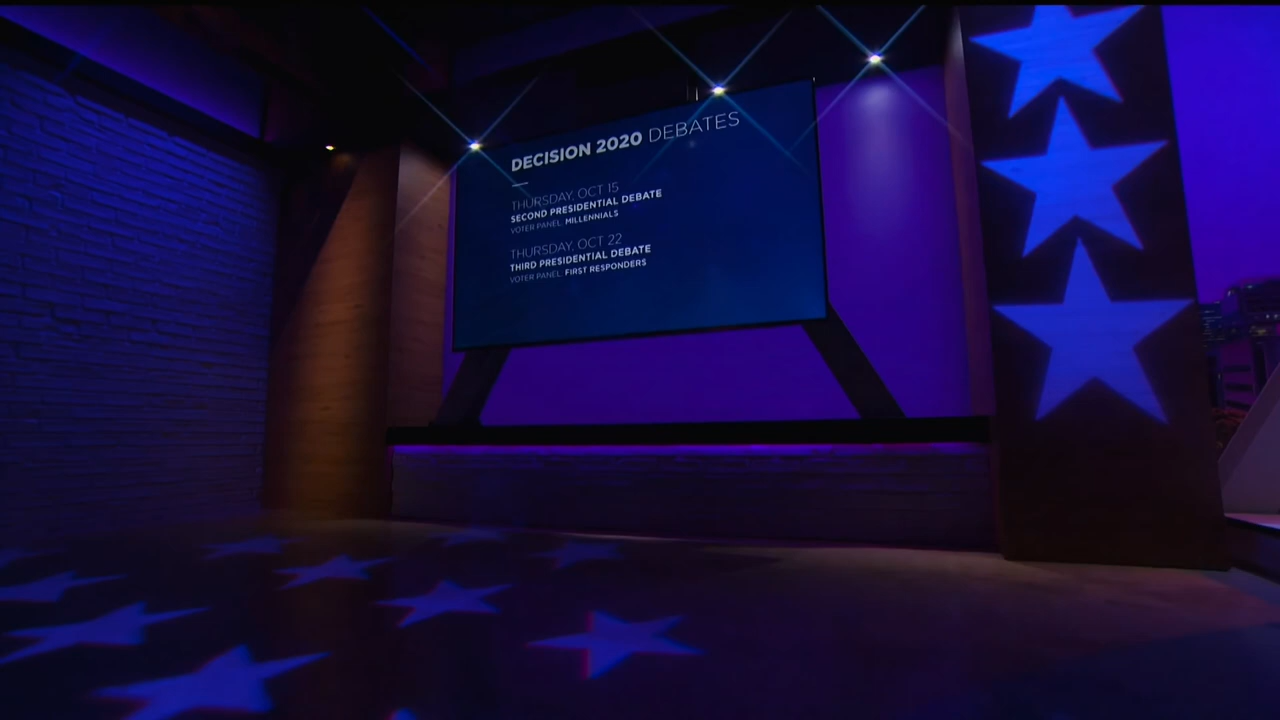 DECISION 2020 DEBATES
THURSDAY, OCT 15
SECOND PRESIDENTIAL DEBATE
VOTER PANEL: MILLENNIALS
THURSDAY, OCT 22
THIRD PRESIDENTIAL DEBATE
VOTER PANEL: FIRST RESPONDERS